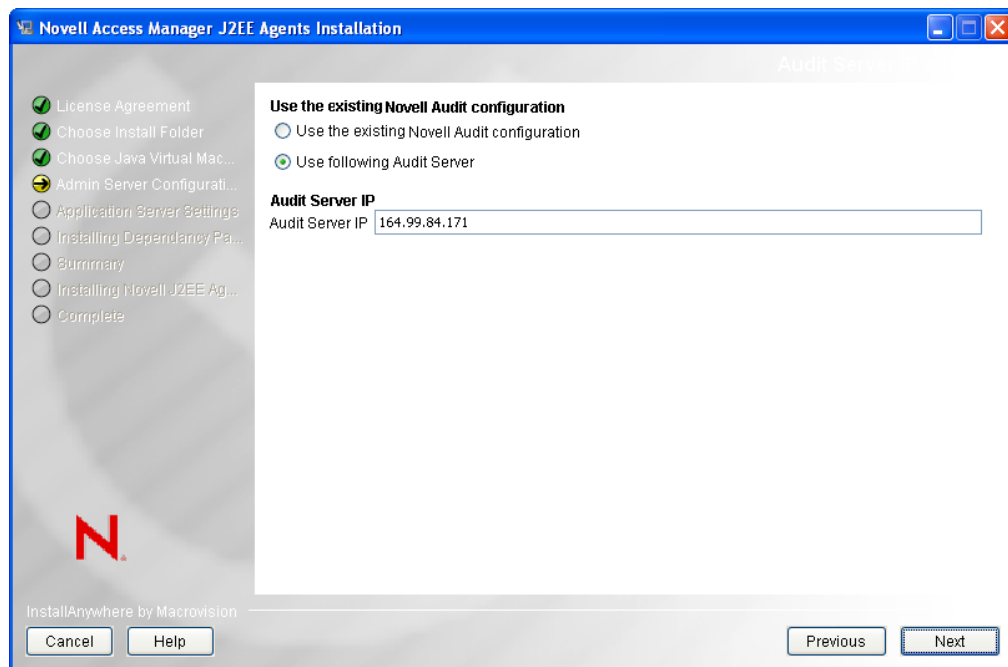 Novell Access Manager J2EE Agents Installation
Audit Server
License Agreement
Choose Install Folder
Choose Java Virtual Mac...
Admin Server Configurati...
Application Server Settings
Installing Dependancy Pa...
Summary
Installing Novell J2EE Ag...
Complete
Use the existing Novell Audit configuration
Use the existing Novell Audit configuration
Use following Audit Server
Audit Server IP
Audit Server IP 164.99.84.171
N
InstallAnywhere by Macrovision
Cancel Help Previous Next